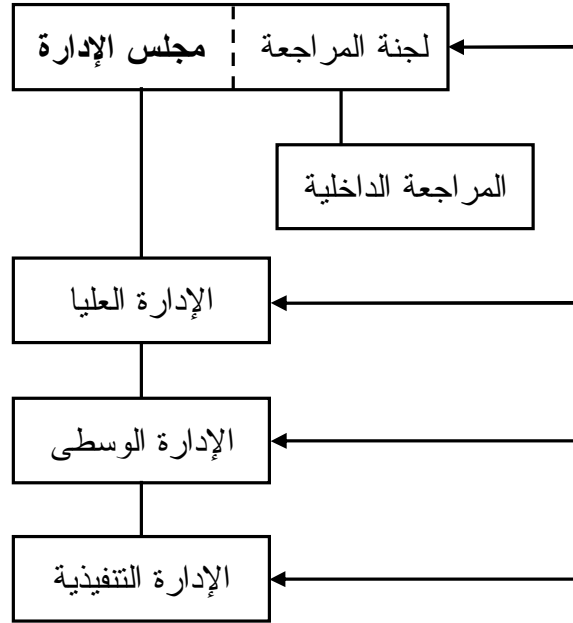 لجنة المراجعة
مجلس الإدارة
المراجعة الداخلية
الإدارة العليا
الإدارة الوسطى
الإدارة التنفيذية